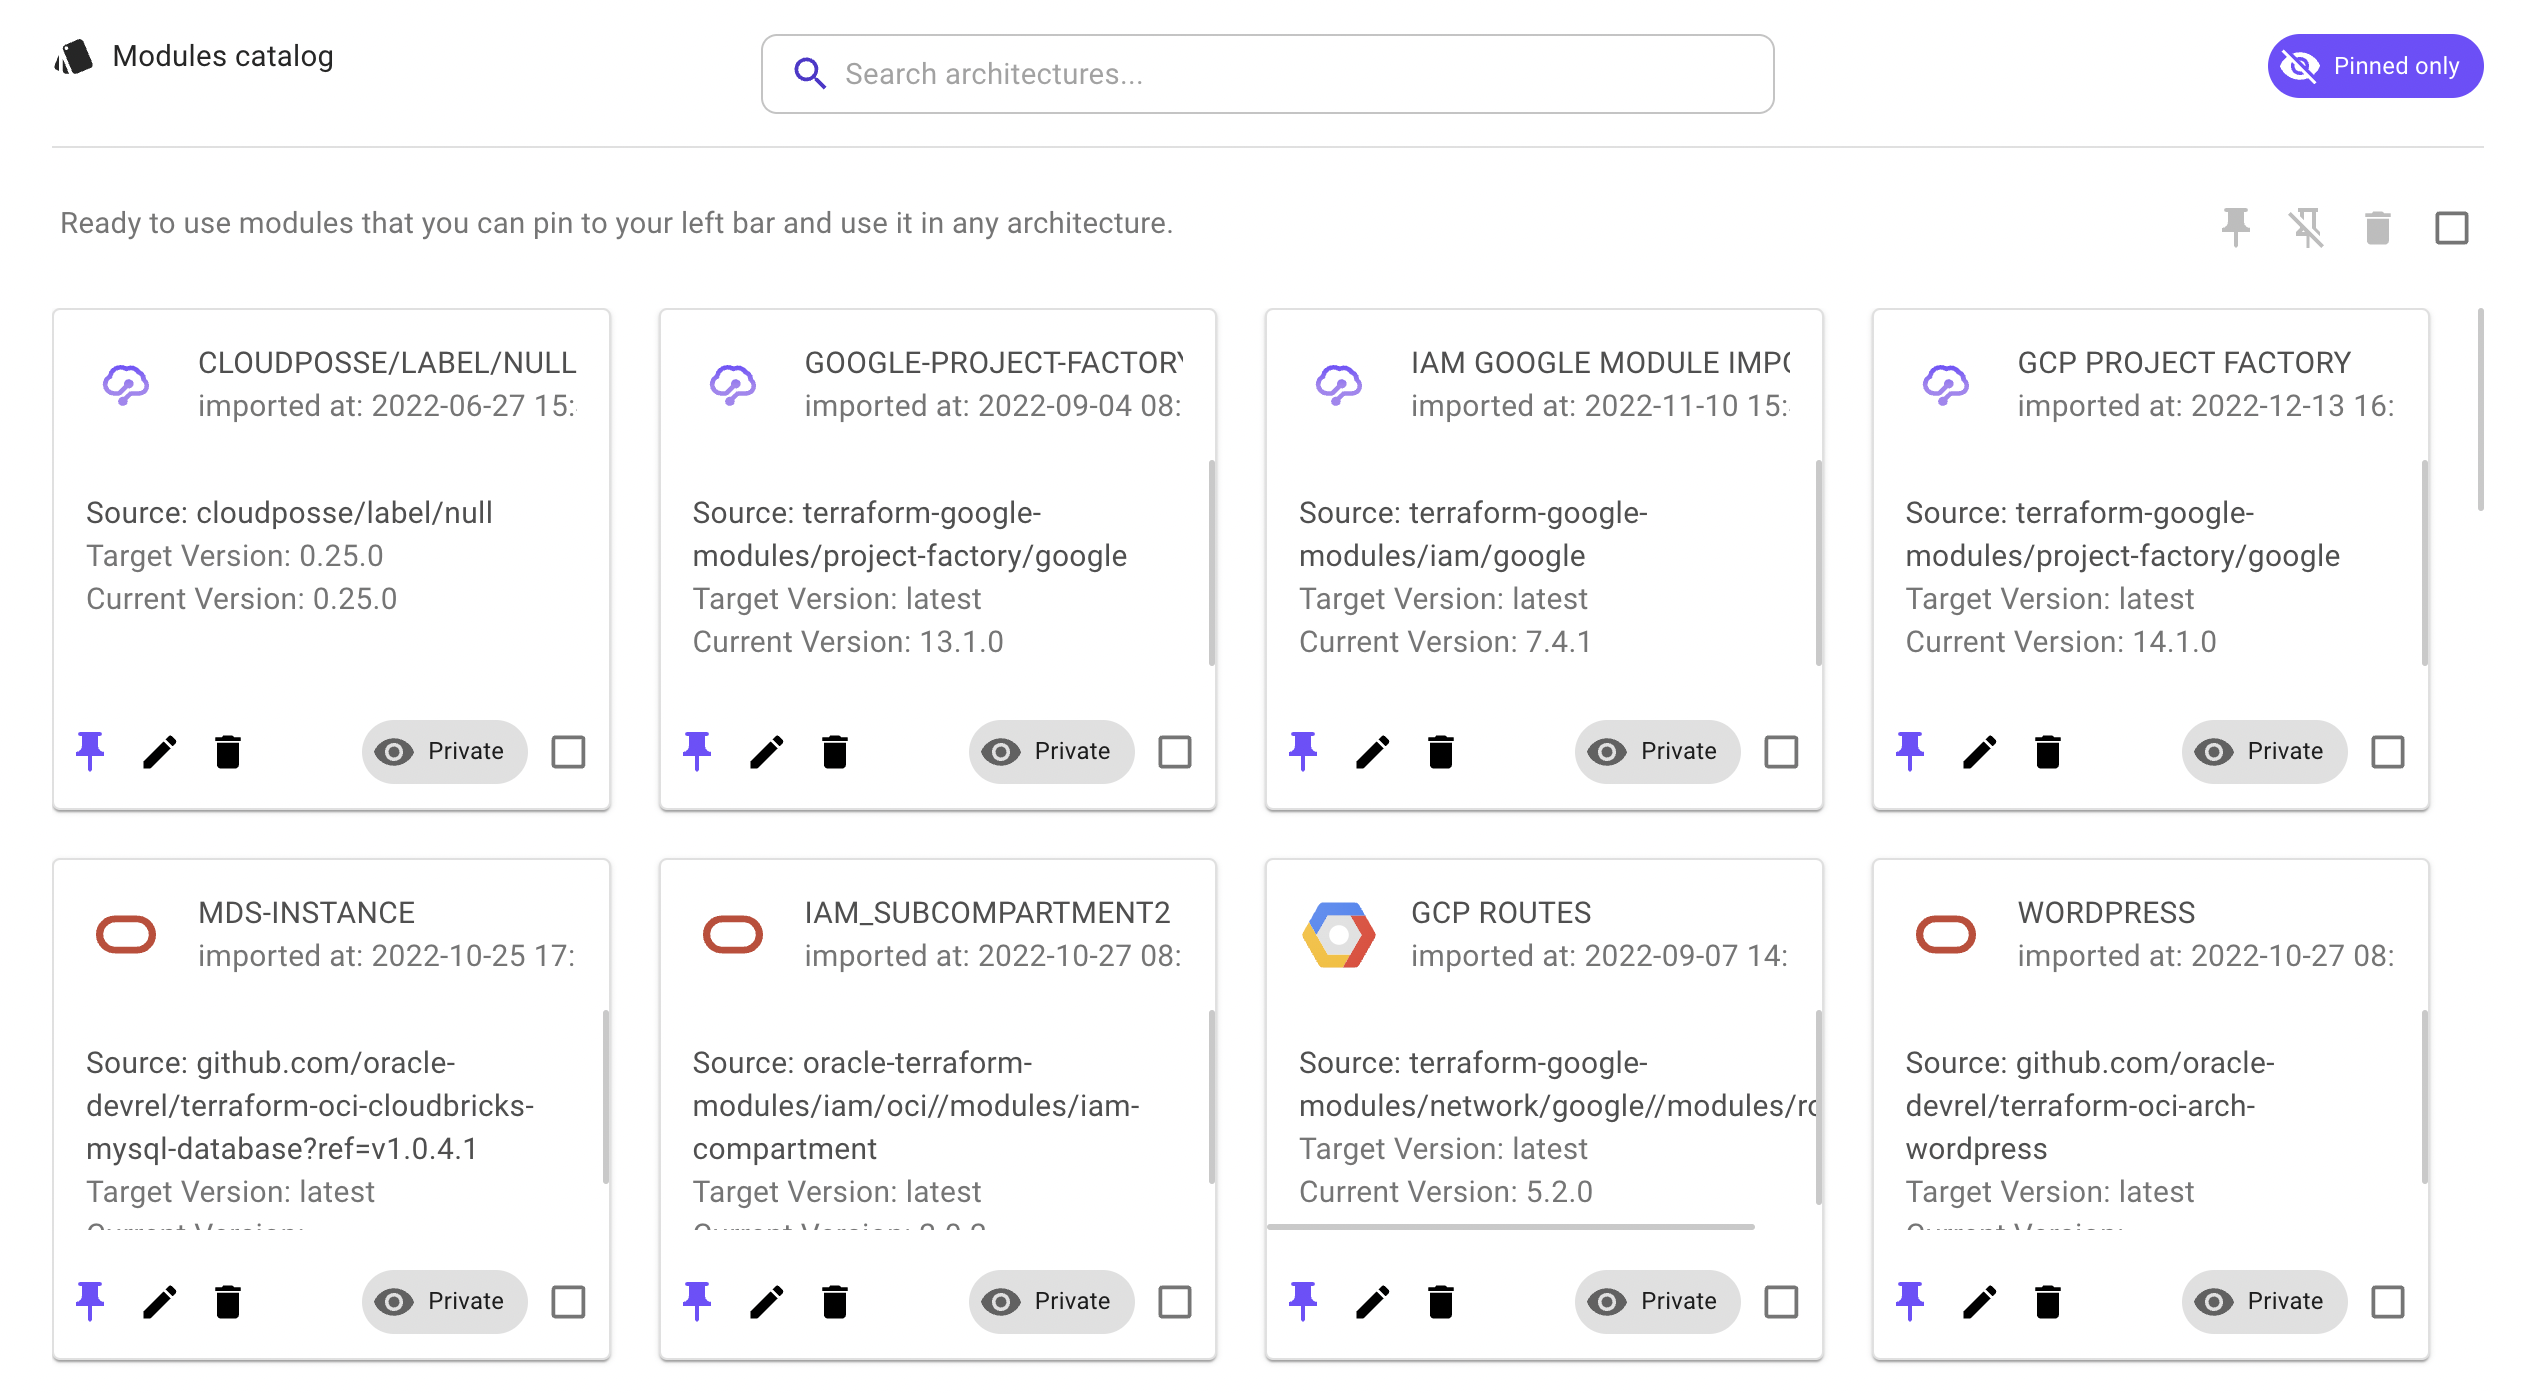 Modules catalog
Search architectures...
Pinned only
Ready to use modules that you can pin to your left bar and use it in any architecture.
CLOUDPOSSE/LABEL/NULL
imported at: 2022-06-27 15:
Source: cloudposse/label/null
Target Version: 0.25.0
Current Version: 0.25.0
Private
GOOGLE-PROJECT-FACTORY
imported at: 2022-09-04 08:
Source: terraform-google-
modules/project-factory/google
Target Version: latest
Current Version: 13.1.0
Private
IAM GOOGLE MODULE
imported at: 2022-11-10 15:
Source: terraform-google-
modules/iam/google
Target Version: latest
Current Version: 7.4.1
Private
GCP PROJECT FACTORY
imported at: 2022-12-13 16:
Source: terraform-google-
modules/project-factory/google
Target Version: latest
Current Version: 14.1.0
Private
MDS-INSTANCE
imported at: 2022-10-25 17:
Source: github.com/oracle-
devrel/terraform-oci-cloudbricks-
mysql-database?ref=v1.0.4.1
Target Version: latest
Current Version:
Private
IAM_SUBCOMPARTMENT2
imported at: 2022-10-27 08:
Source: oracle-terraform-
modules/iam/oci//modules/iam-
compartment
Target Version: latest
Current Version:
Private
GCP ROUTES
imported at: 2022-09-07 14:
Source: terraform-google-
modules/network/google//modules/ro
Target Version: latest
Current Version: 5.2.0
Private
WORDPRESS
imported at: 2022-10-27 08:
Source: github.com/oracle-
devrel/terraform-oci-arch-
wordpress
Target Version: latest
Current Version:
Private